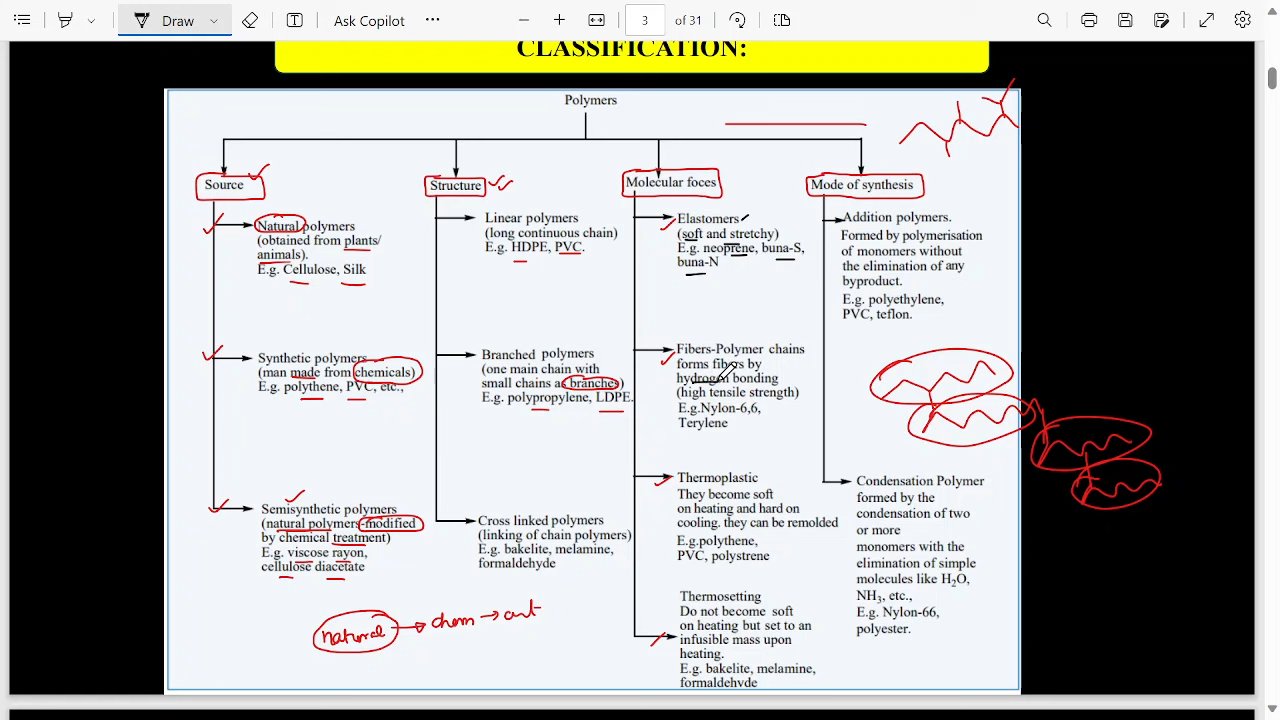 Draw
Ask Copilot
3 of 31
CLASSIFICATION:
Polymers
Source
Structure
Molecular foces
Mode of synthesis
Natural polymers
(obtained from plants/
animals).
E.g. Cellulose, Silk
Synthetic polymers
(man made from chemicals)
E.g. polythene, PVC, etc.,
Semisynthetic polymers
(natural polymers-modified
by chemical treatment)
E.g. viscose rayon,
cellulose diacetate
Linear polymers
(long continuous chain)
E.g. HDPE, PVC.
Branched polymers
(one main chain with
small chains as branches)
E.g. polypropylene, LDPE.
Cross linked polymers
(linking of chain polymers)
E.g. bakelite, melamine,
formaldehyde
Elastomers
(soft and stretchy)
E.g. neoprene, buna-S,
buna-N
Fibers-Polymer chains
forms fibers by
hydrogen bonding
(high tensile strength)
E.g.Nylon-6,6,
Terylene
Thermoplastic
They become soft
on heating and hard on
cooling. they can be remolded
E.g.polythene,
PVC, polystrene
Thermosetting
Do not become soft
on heating but set to an
infusible mass upon
heating.
E.g. bakelite, melamine,
formaldehyde
Addition polymers.
Formed by polymerisation
of monomers without
the elimination of any
byproduct.
E.g. polyethylene,
PVC, teflon.
Condensation Polymer
formed by the
condensation of two
or more
monomers with the
elimination of simple
molecules like H₂O,
NH₃, etc.,
E.g. Nylon-66,
polyester.
natural → chem →